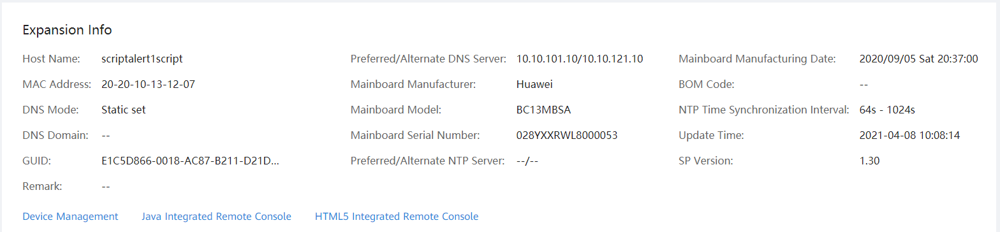 Expansion Info
Host Name: scriptalert1script Preferred/Alternate DNS Server: 10.10.101.10/10.10.121.10 Mainboard Manufacturing Date: 2020/09/05 Sat 20:37:00
MAC Address: 20-20-10-13-12-07 Mainboard Manufacturer: Huawei BOM Code: --
DNS Mode: Static set Mainboard Model: BC13MBSA NTP Time Synchronization Interval: 64s - 1024s
DNS Domain: -- Mainboard Serial Number: 028YXXRWL8000053 Update Time: 2021-04-08 10:08:14
GUID: E1C5D866-0018-AC87-B211-D21D... Preferred/Alternate NTP Server: --/-- SP Version: 1.30
Remark: --
Device Management Java Integrated Remote Console HTML5 Integrated Remote Console